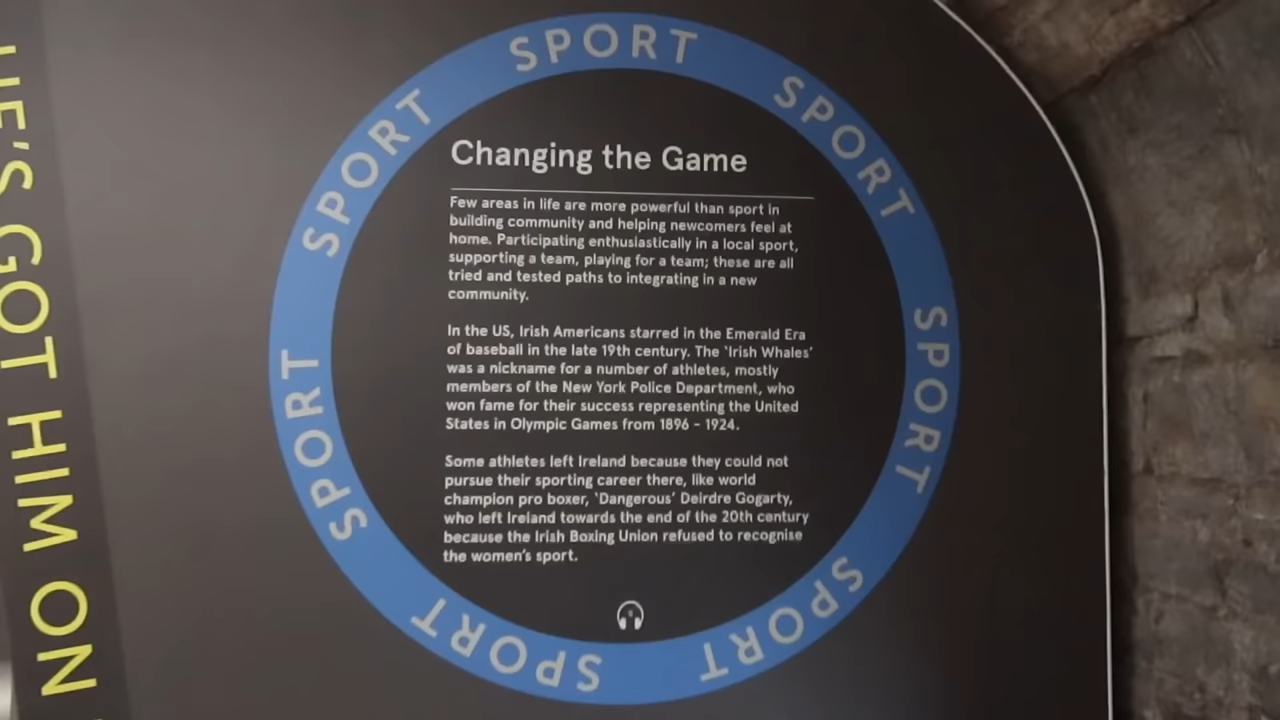 HE'S GOT HIM ON
SPORT
SPORT
SPORT
SPORT
SPORT
SPORT
SPORT
Changing the Game
Few areas in life are more powerful than sport in
building community and helping newcomers feel at
home. Participating enthusiastically in a local sport,
supporting a team, playing for a team; these are all
tried and tested paths to integrating in a new
community.
In the US, Irish Americans starred in the Emerald Era
of baseball in the late 19th century. The 'Irish Whales'
was a nickname for a number of athletes, mostly
members of the New York Police Department, who
won fame for their success representing the United
States in Olympic Games from 1896 - 1924.
Some athletes left Ireland because they could not
pursue their sporting career there, like world
champion pro boxer, 'Dangerous' Deirdre Gogarty,
who left Ireland towards the end of the 20th century
because the Irish Boxing Union refused to recognise
the women's sport.